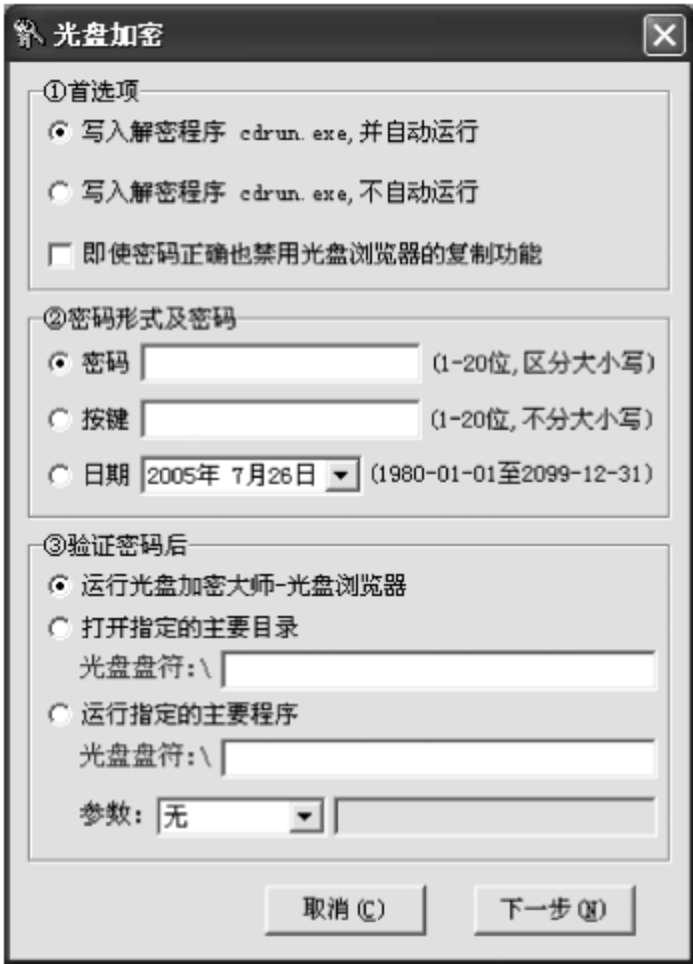 光盘加密
①首选项
写入解密程序 cdrun.exe,并自动运行
写入解密程序 cdrun.exe,不自动运行
即使密码正确也禁用光盘浏览器的复制功能
②密码形式及密码
密码 (1-20位,区分大小写)
按键 (1-20位,不分大小写)
日期 2005年 7月26日 (1980-01-01至2099-12-31)
③验证密码后
运行光盘加密大师-光盘浏览器
打开指定的主要目录
光盘盘符:\
运行指定的主要程序
光盘盘符:\
参数: 无
取消(C) 下一步(N)